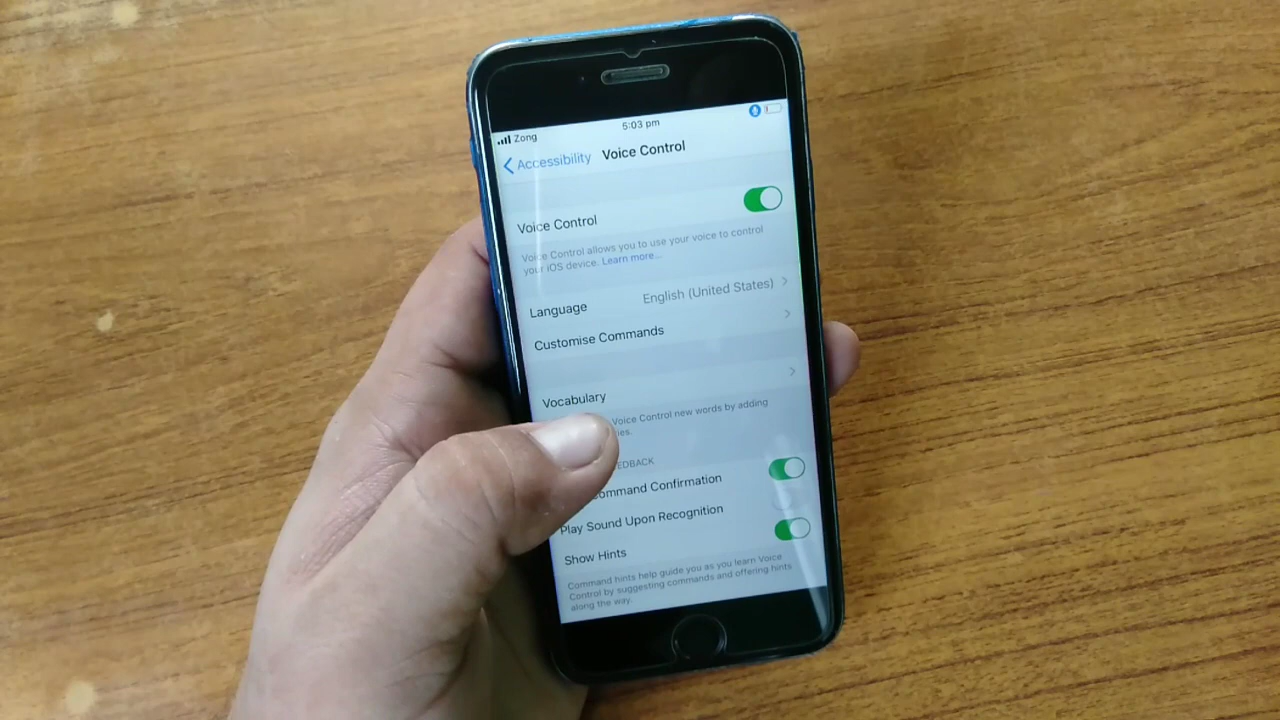 Zong
5:03 pm
Accessibility
Voice Control
Voice Control
Voice Control allows you to use your voice to control
your iOS device. Learn more...
Language
English (United States)
Customise Commands
Vocabulary
Voice Control new words by adding
ies.
EDBACK
ommand Confirmation
Play Sound Upon Recognition
Show Hints
Command hints help guide you as you learn Voice
Control by suggesting commands and offering hints
along the way.